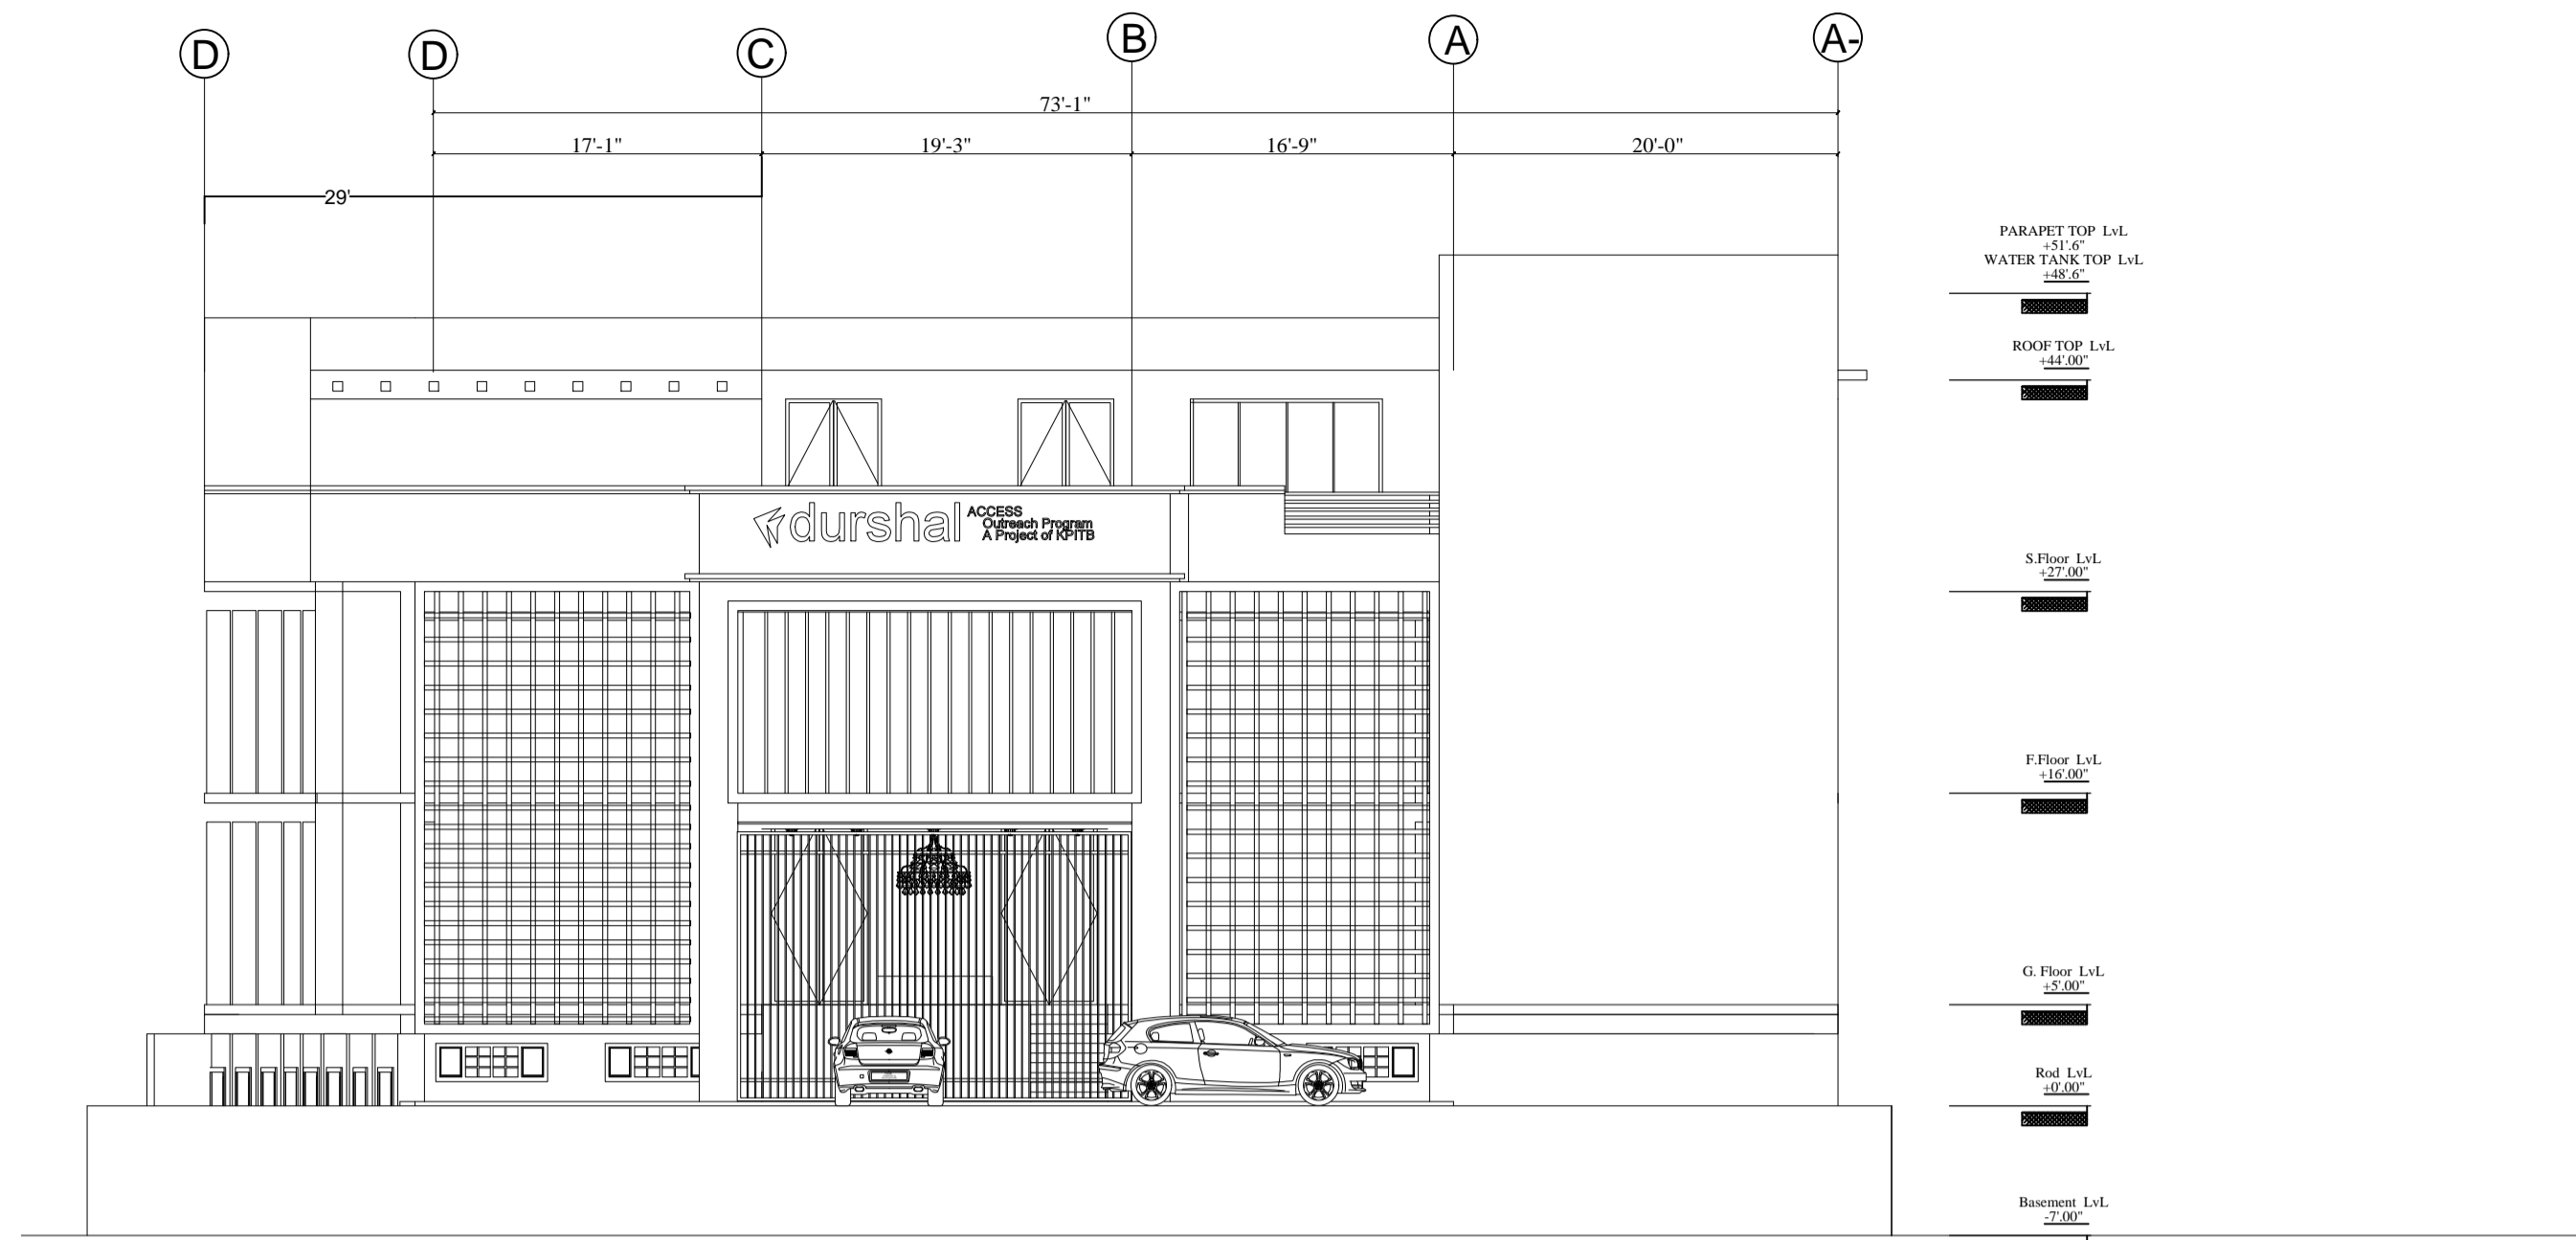 D D C B A A-
73'-1"
17'-1" 19'-3" 16'-9" 20'-0"
29'
PARAPET TOP LvL
+51'.6"
WATER TANK TOP LvL
+48'.6"
ROOF TOP LvL
+44'.00"
durshal
ACCESS
Outreach Program
A Project of KPITB
S.Floor LvL
+27'.00"
F.Floor LvL
+16'.00"
G. Floor LvL
+5'.00"
Rod LvL
+0'.00"
Basement LvL
-7'.00"